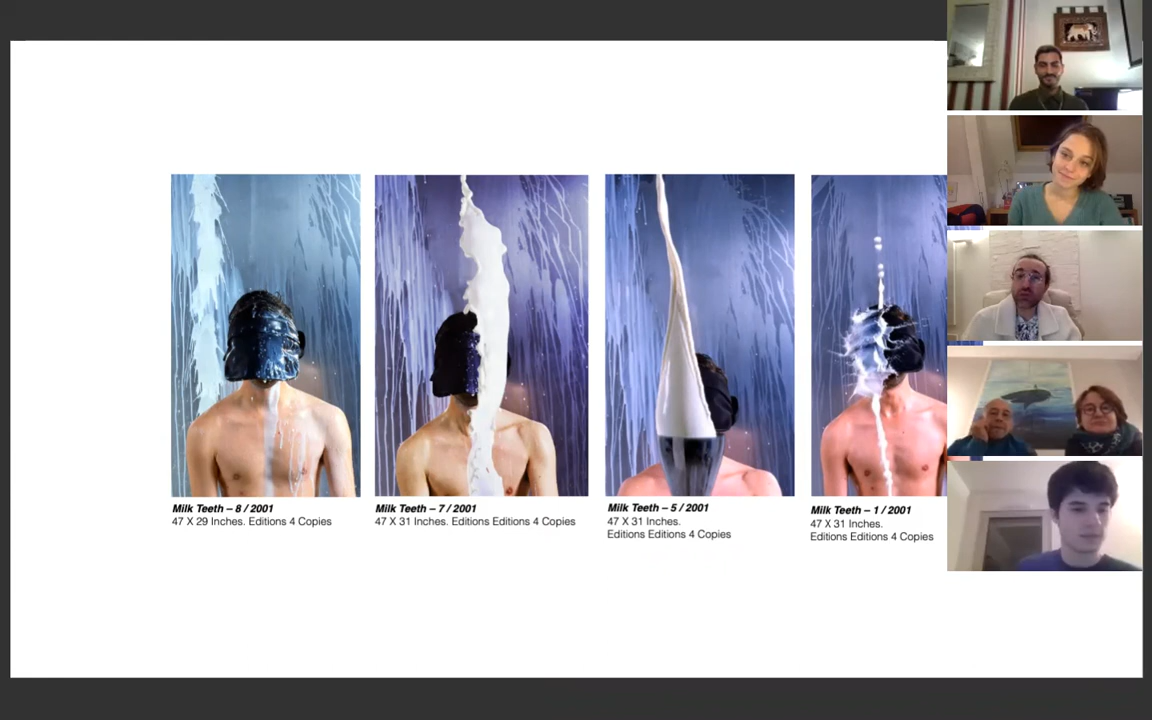 Milk Teeth – 8 / 2001
47 X 29 Inches. Editions 4 Copies
Milk Teeth – 7 / 2001
47 X 31 Inches. Editions Editions 4 Copies
Milk Teeth – 5 / 2001
47 X 31 Inches.
Editions Editions 4 Copies
Milk Teeth – 1 / 2001
47 X 31 Inches.
Editions Editions 4 Copies